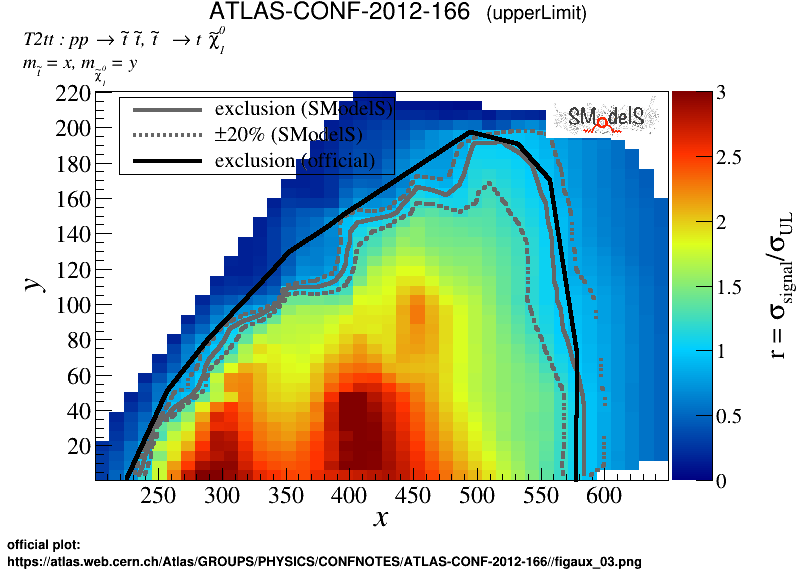 ATLAS-CONF-2012-166 (upperLimit)
T2tt : pp → t̃ t̃, t̃ → t χ̃⁰₁
m_t̃ = x, m_χ̃⁰₁ = y
exclusion (SModelS)
±20% (SModelS)
exclusion (official)
SModelS
220
200
180
160
140
120
100
80
60
40
20
y
250 300 350 400 450 500 550 600
x
3
2.5
2
1.5
1
0.5
0
r = σ_signal/σ_UL
official plot:
https://atlas.web.cern.ch/Atlas/GROUPS/PHYSICS/CONFNOTES/ATLAS-CONF-2012-166//figaux_03.png